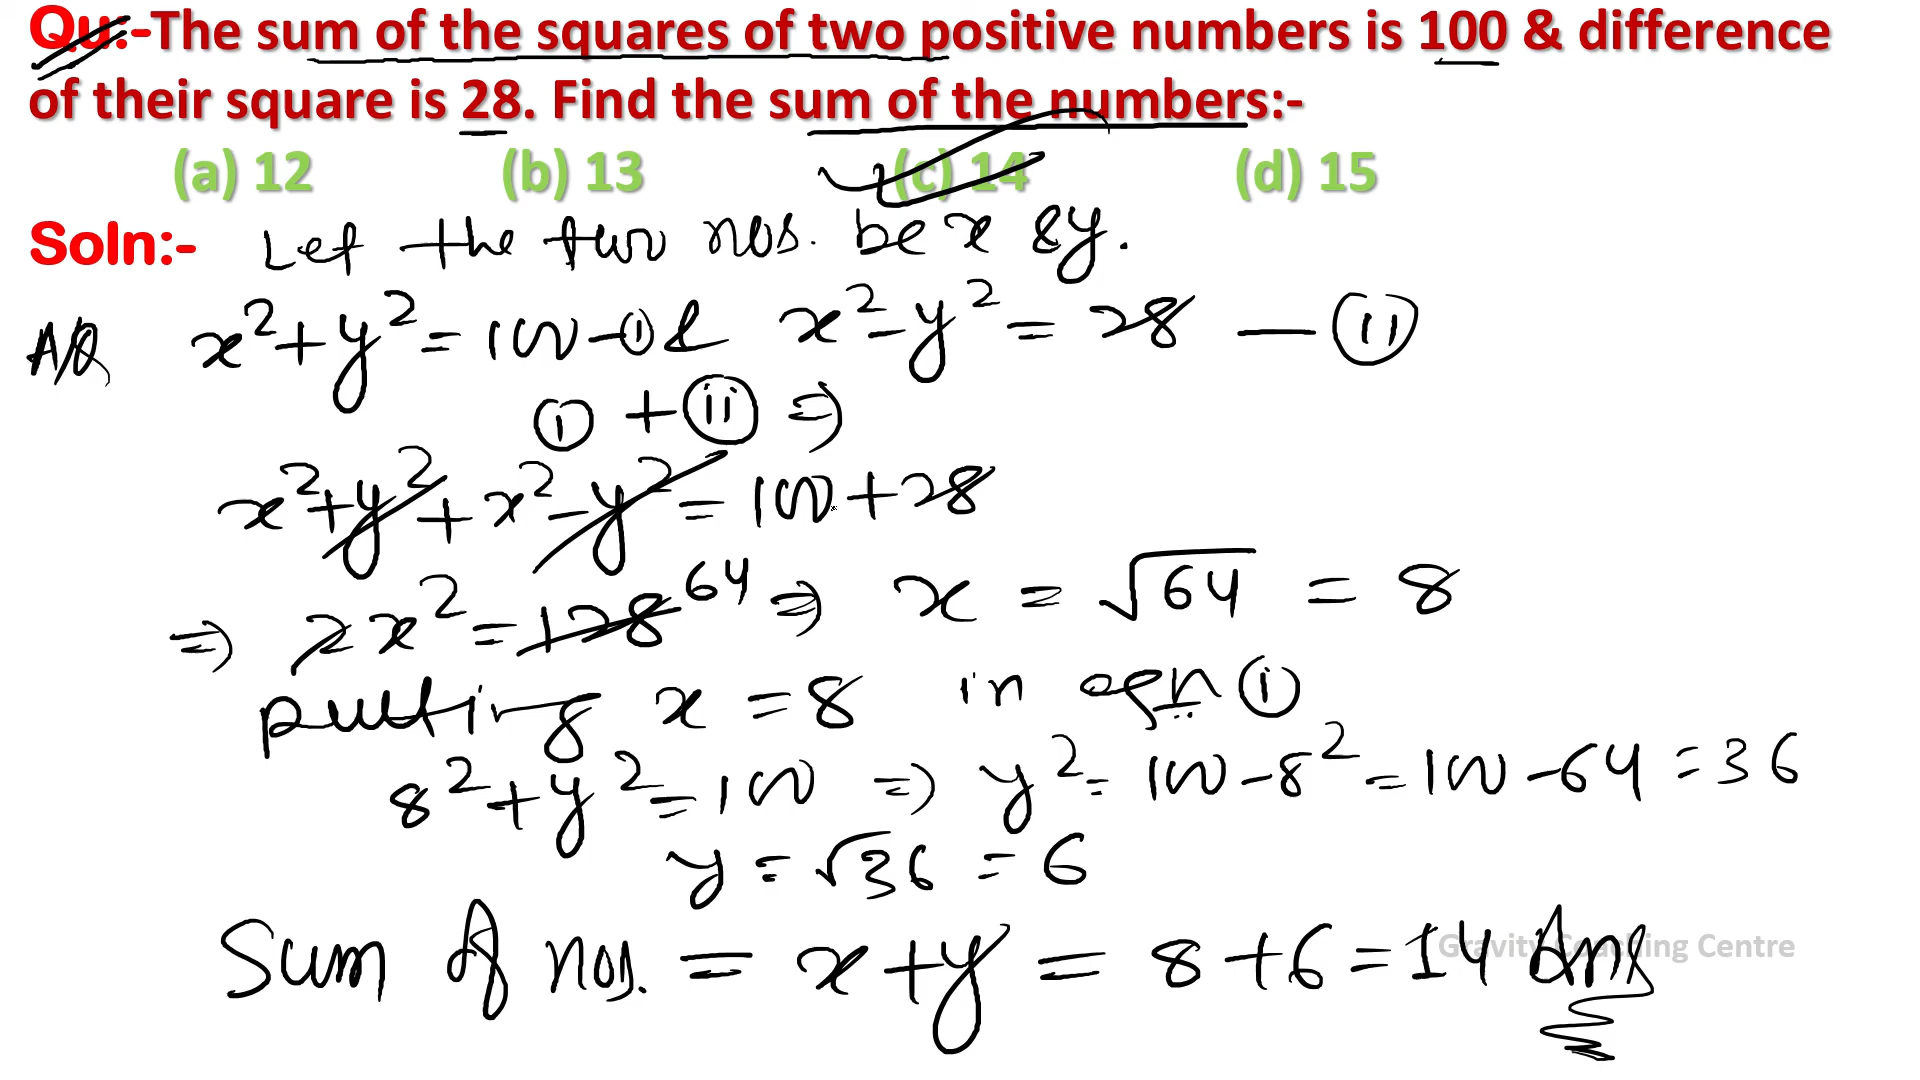 Qu:-The sum of the squares of two positive numbers is 100 & difference
of their square is 28. Find the sum of the numbers:-
(a) 12 (b) 13 (c) 14 (d) 15
Soln:- Let the two nos. be x & y.
A/Q x²+y²=100 -(i) & x²-y²=28 — (ii)
(i) + (ii) =>
x²+y²+x²-y²=100+28
=> 2x²=128 64 => x = √64 = 8
putting x = 8 in eqn (i)
8²+y²=100 => y²=100-8²=100-64=36
y=√36=6
Sum of nos. = x+y = 8+6=14 Ans
Gravity Coaching Centre